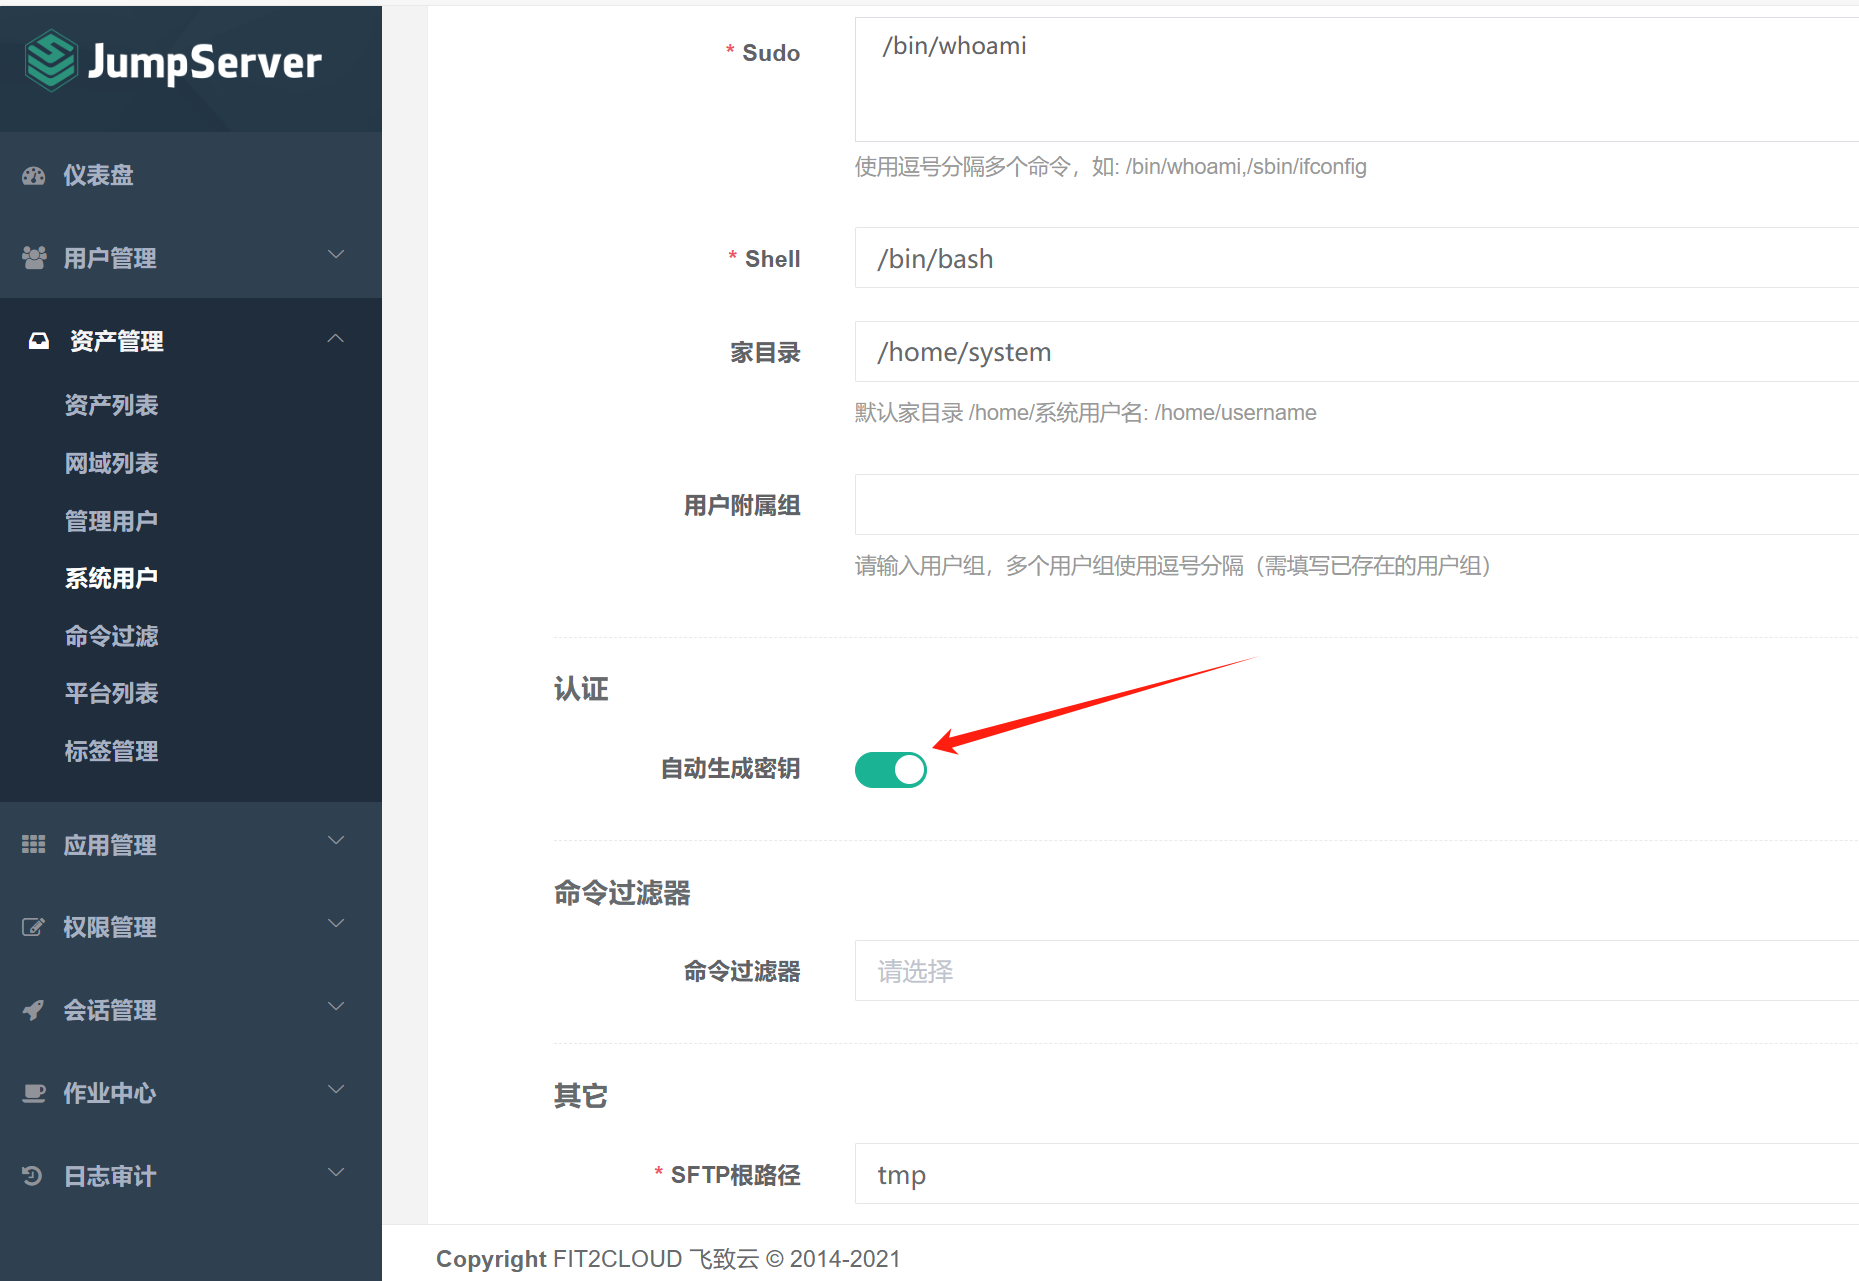 JumpServer
仪表盘
用户管理
资产管理
资产列表
网域列表
管理用户
系统用户
命令过滤
平台列表
标签管理
应用管理
权限管理
会话管理
作业中心
日志审计
* Sudo
/bin/whoami
使用逗号分隔多个命令，如: /bin/whoami,/sbin/ifconfig
* Shell
/bin/bash
家目录
/home/system
默认家目录 /home/系统用户名: /home/username
用户附属组
请输入用户组，多个用户组使用逗号分隔（需填写已存在的用户组）
认证
自动生成密钥
命令过滤器
命令过滤器
请选择
其它
* SFTP根路径
tmp
Copyright FIT2CLOUD 飞致云 © 2014-2021